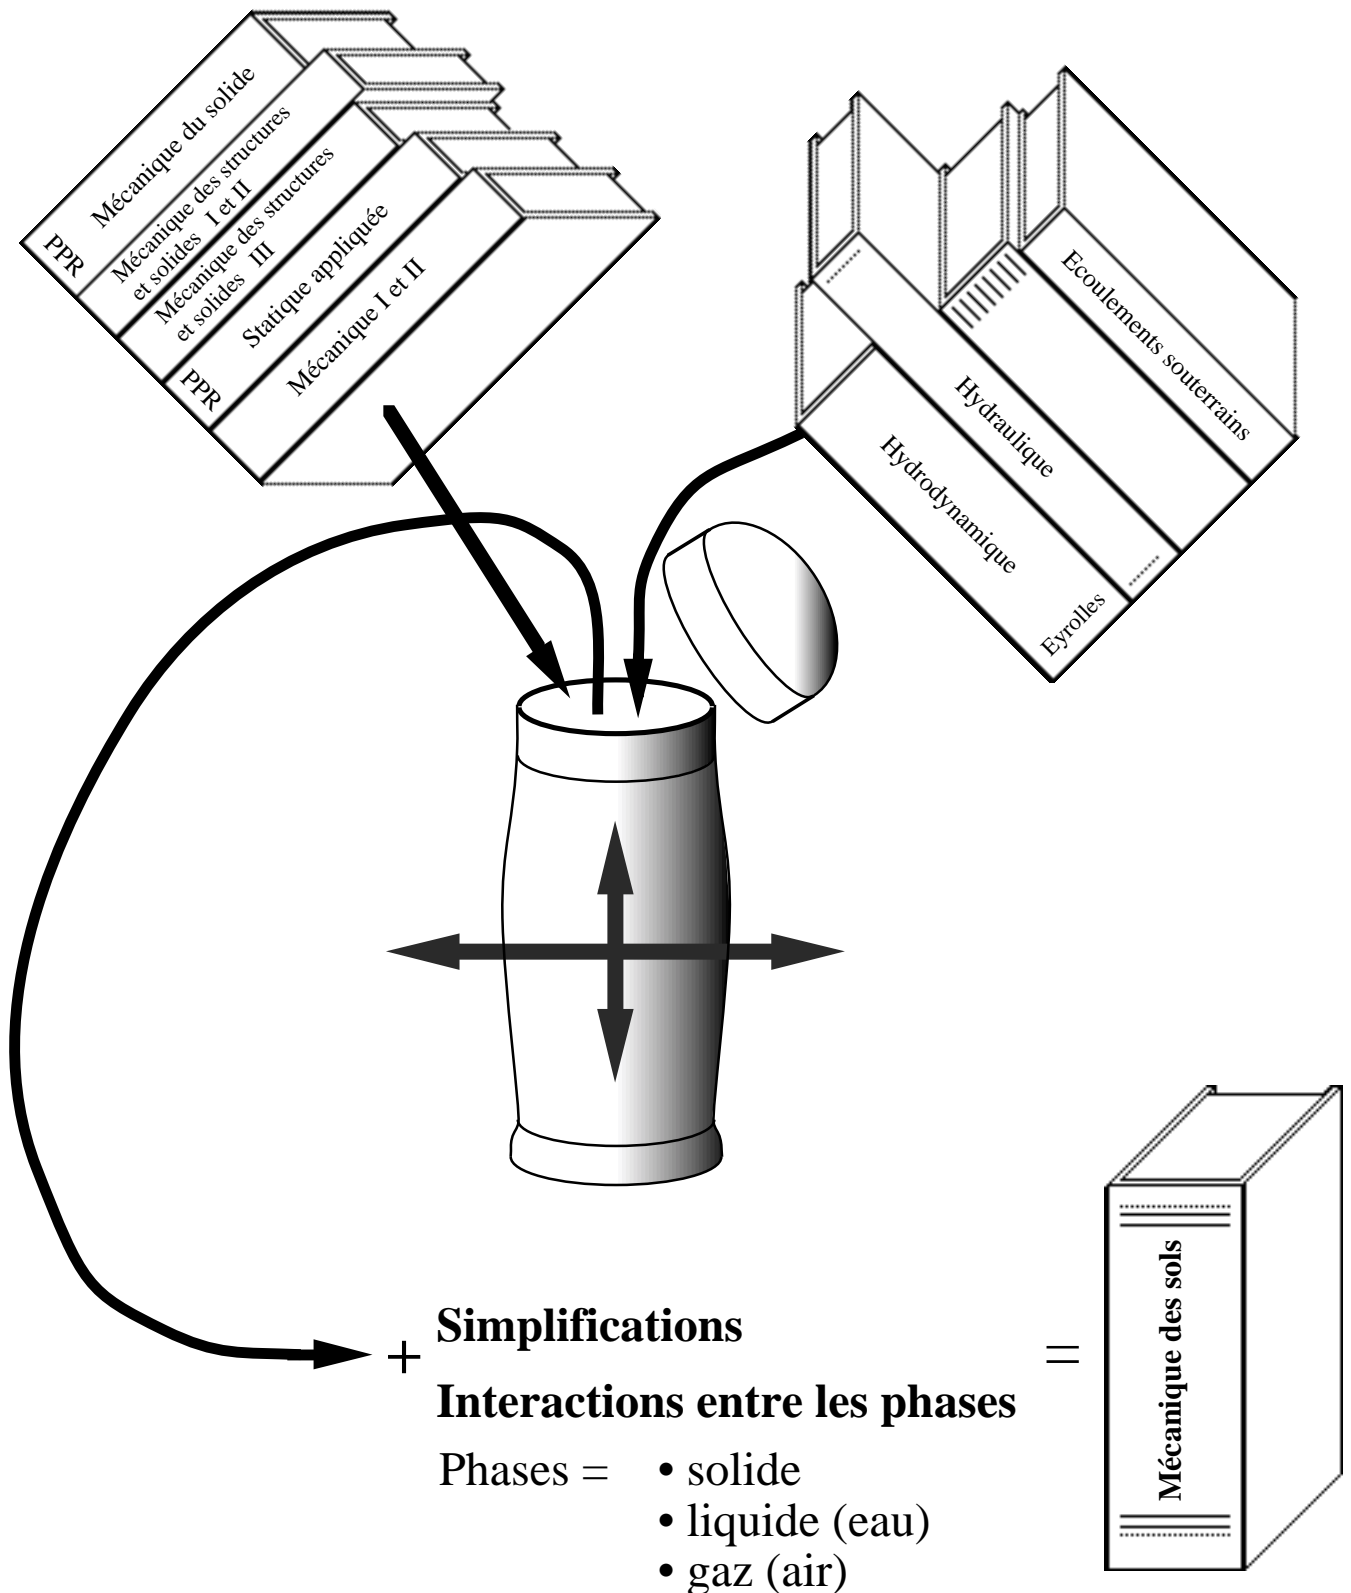 Mécanique du solide
PPR
Mécanique des structures
et solides I et II
Mécanique des structures
et solides III
Statique appliquée
PPR
Mécanique I et II
Ecoulements souterrains
Hydraulique
Hydrodynamique
Eyrolles
+
Simplifications
=
Interactions entre les phases
Phases = • solide
• liquide (eau)
• gaz (air)
Mécanique des sols